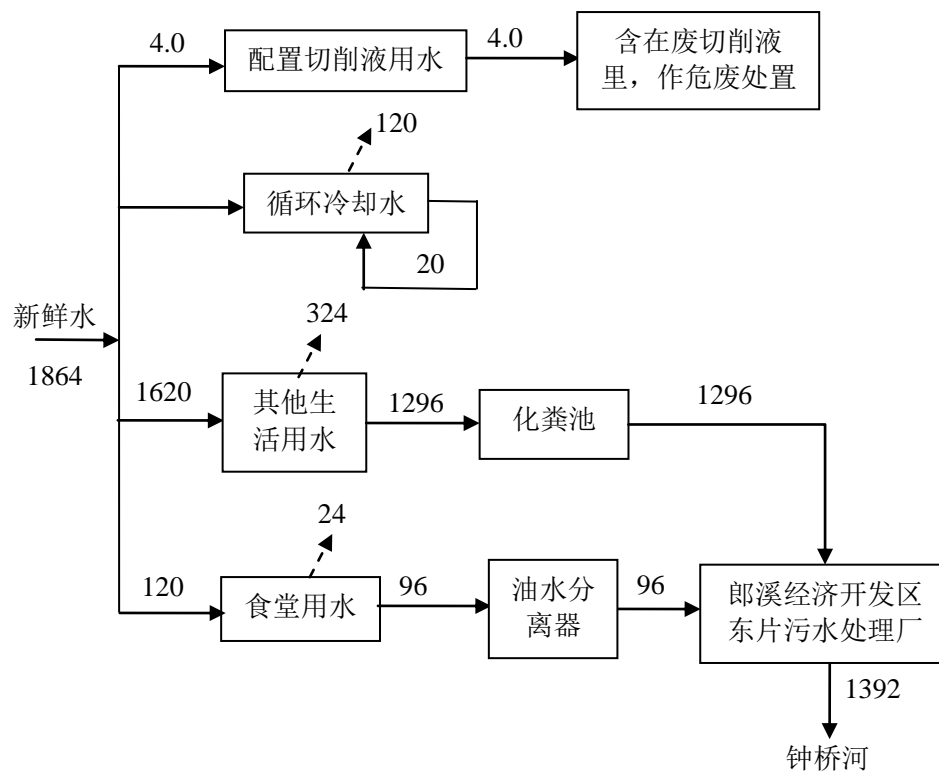 4.0
配置切削液用水
4.0
含在废切削液
里，作危废处置
120
循环冷却水
20
新鲜水
1864
324
1620
其他生
活用水
1296
化粪池
1296
24
120
食堂用水
96
油水分
离器
96
郎溪经济开发区
东片污水处理厂
1392
钟桥河